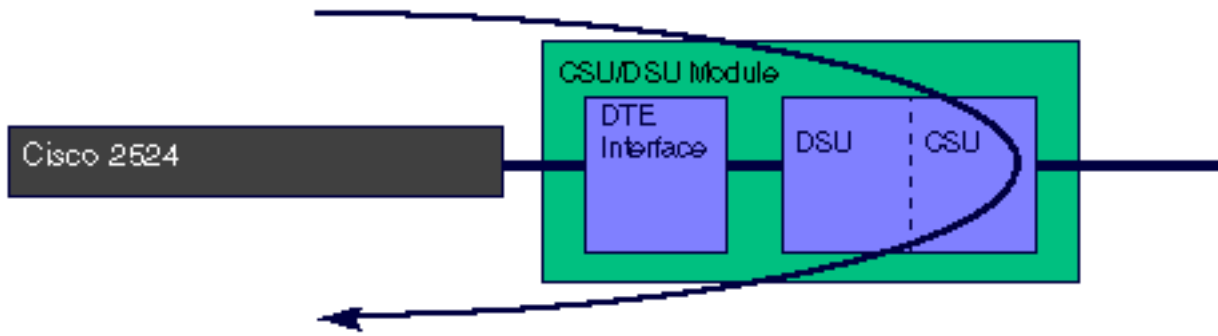 CSU/DSU Module
DTE
Interface
DSU
CSU
Cisco 2524